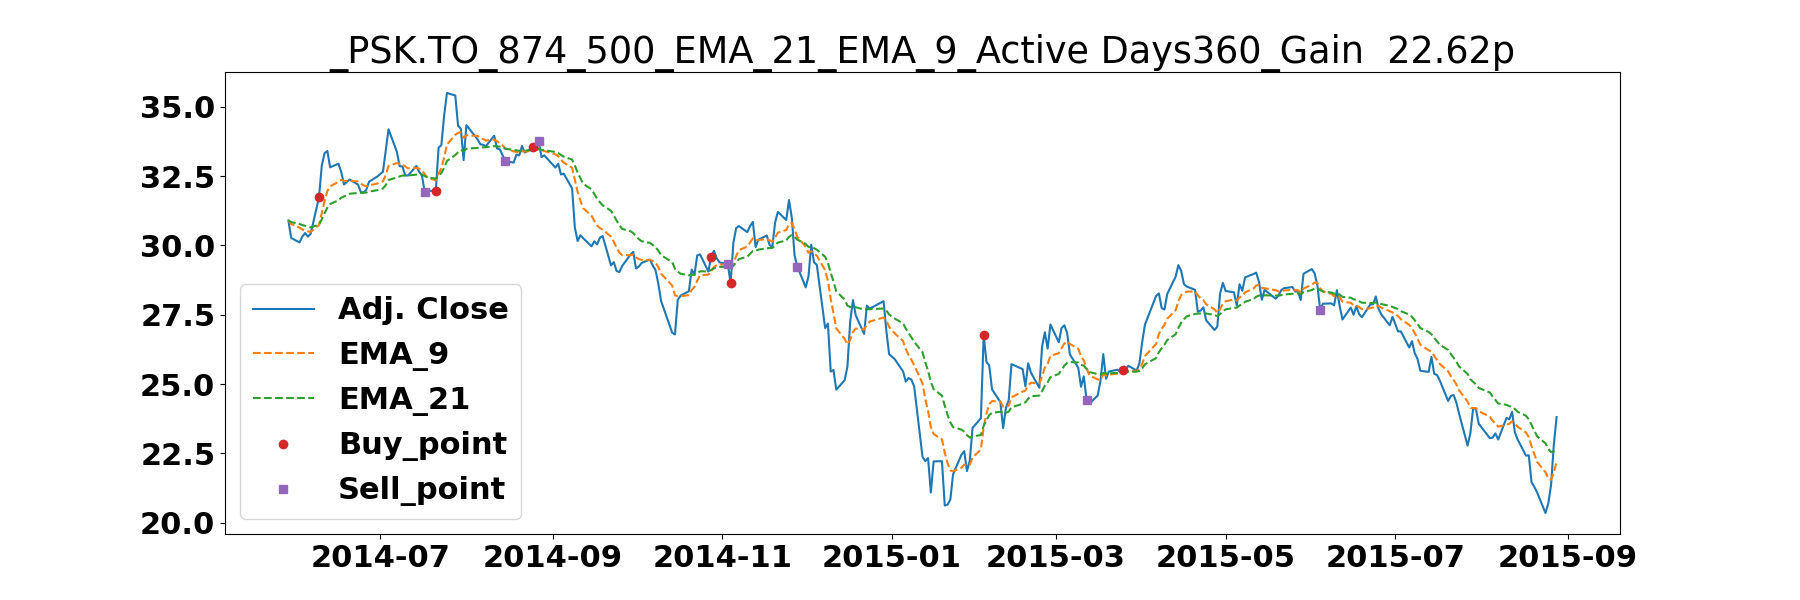 _PSK.TO_874_500_EMA_21_EMA_9_Active Days360_Gain  22.62p
35.0
32.5
30.0
27.5
25.0
22.5
20.0
Adj. Close
EMA_9
EMA_21
Buy_point
Sell_point
2014-07 2014-09 2014-11 2015-01 2015-03 2015-05 2015-07 2015-09